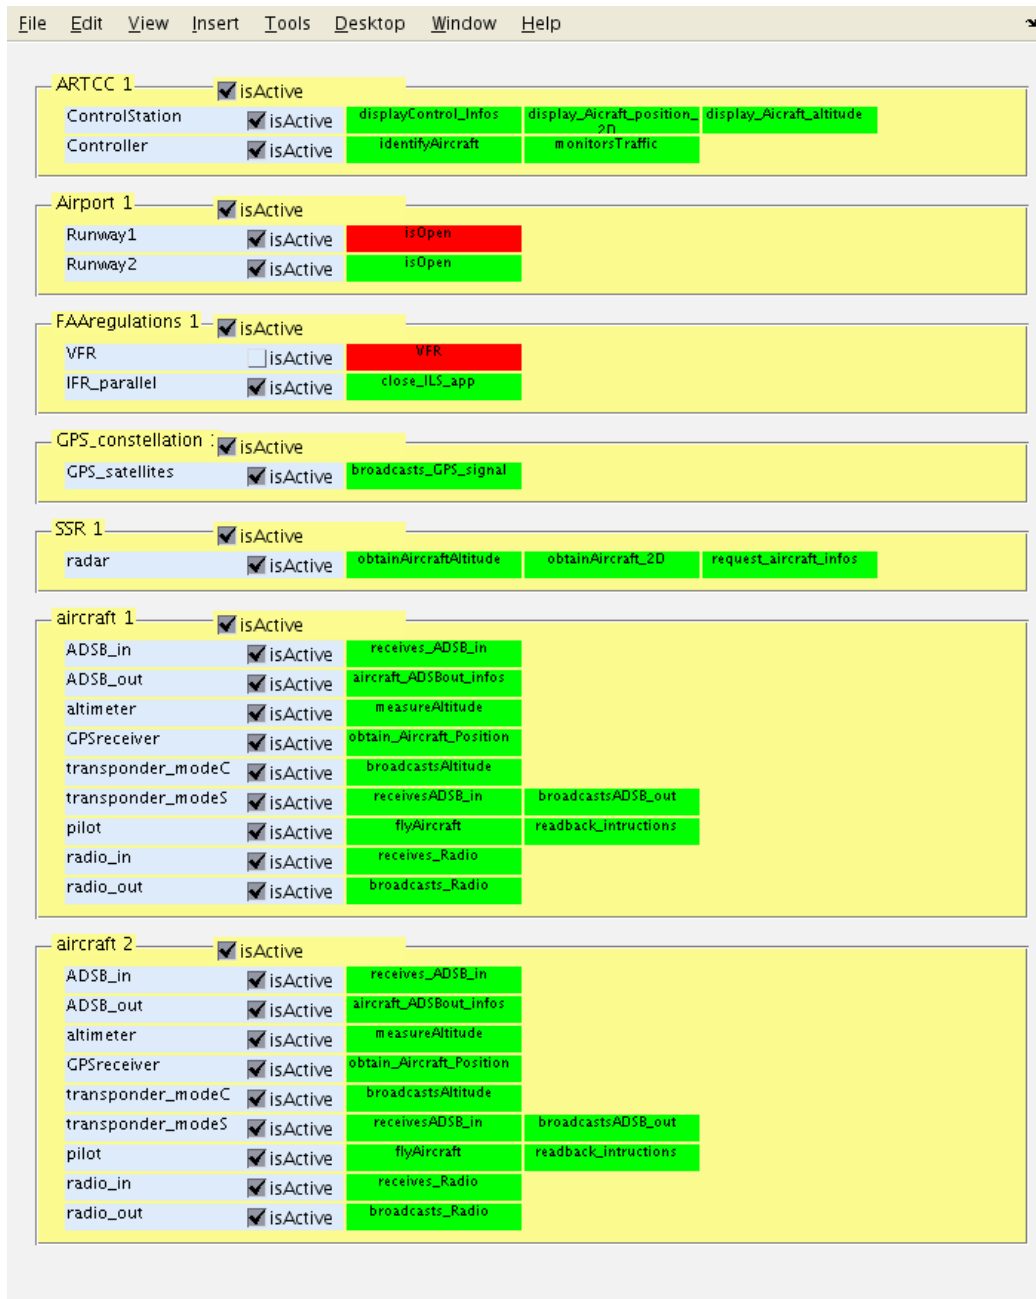 File Edit View Insert Tools Desktop Window Help
ARTCC 1 isActive
ControlStation isActive displayControl_Infos display_Aicraft_position_2D display_Aicraft_altitude
Controller isActive identifyAircraft monitorsTraffic
Airport 1 isActive
Runway1 isActive isOpen
Runway2 isActive isOpen
FAAregulations 1 isActive
VFR isActive VFR
IFR_parallel isActive close_ILS_app
GPS_constellation isActive
GPS_satellites isActive broadcasts_GPS_signal
SSR 1 isActive
radar isActive obtainAircraftAltitude obtainAircraft_2D request_aircraft_infos
aircraft 1 isActive
ADSB_in isActive receives_ADSB_in
ADSB_out isActive aircraft_ADSBout_infos
altimeter isActive measureAltitude
GPSreceiver isActive obtain_Aircraft_Position
transponder_modeC isActive broadcastsAltitude
transponder_modeS isActive receivesADSB_in broadcastsADSB_out
pilot isActive flyAircraft readback_intructions
radio_in isActive receives_Radio
radio_out isActive broadcasts_Radio
aircraft 2 isActive
ADSB_in isActive receives_ADSB_in
ADSB_out isActive aircraft_ADSBout_infos
altimeter isActive measureAltitude
GPSreceiver isActive obtain_Aircraft_Position
transponder_modeC isActive broadcastsAltitude
transponder_modeS isActive receivesADSB_in broadcastsADSB_out
pilot isActive flyAircraft readback_intructions
radio_in isActive receives_Radio
radio_out isActive broadcasts_Radio